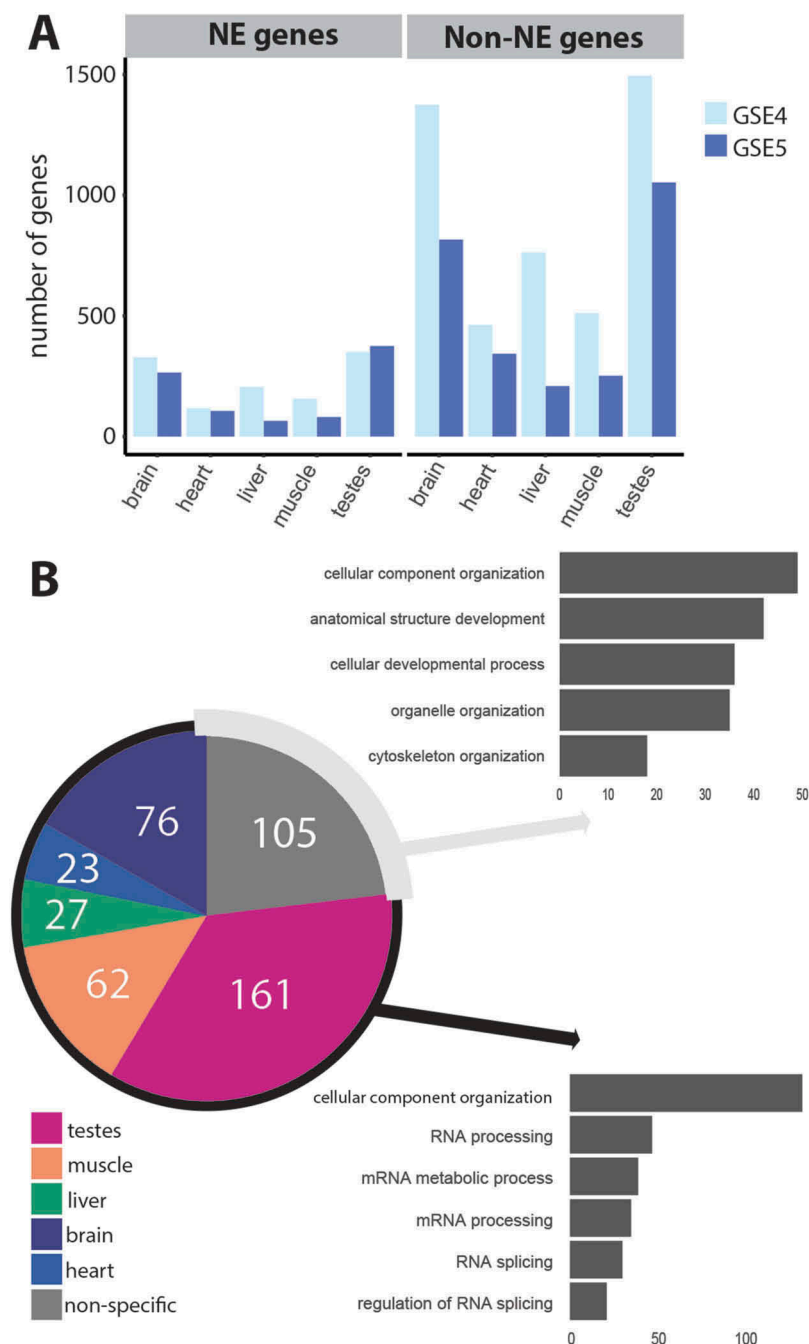 A
NE genes
Non-NE genes
number of genes
1500
1000
500
0
GSE4
GSE5
brain
heart
liver
muscle
testes
brain
heart
liver
muscle
testes
B
cellular component organization
anatomical structure development
cellular developmental process
organelle organization
cytoskeleton organization
0 10 20 30 40 50
76
105
23
27
62
161
testes
muscle
liver
brain
heart
non-specific
cellular component organization
RNA processing
mRNA metabolic process
mRNA processing
RNA splicing
regulation of RNA splicing
0 50 100